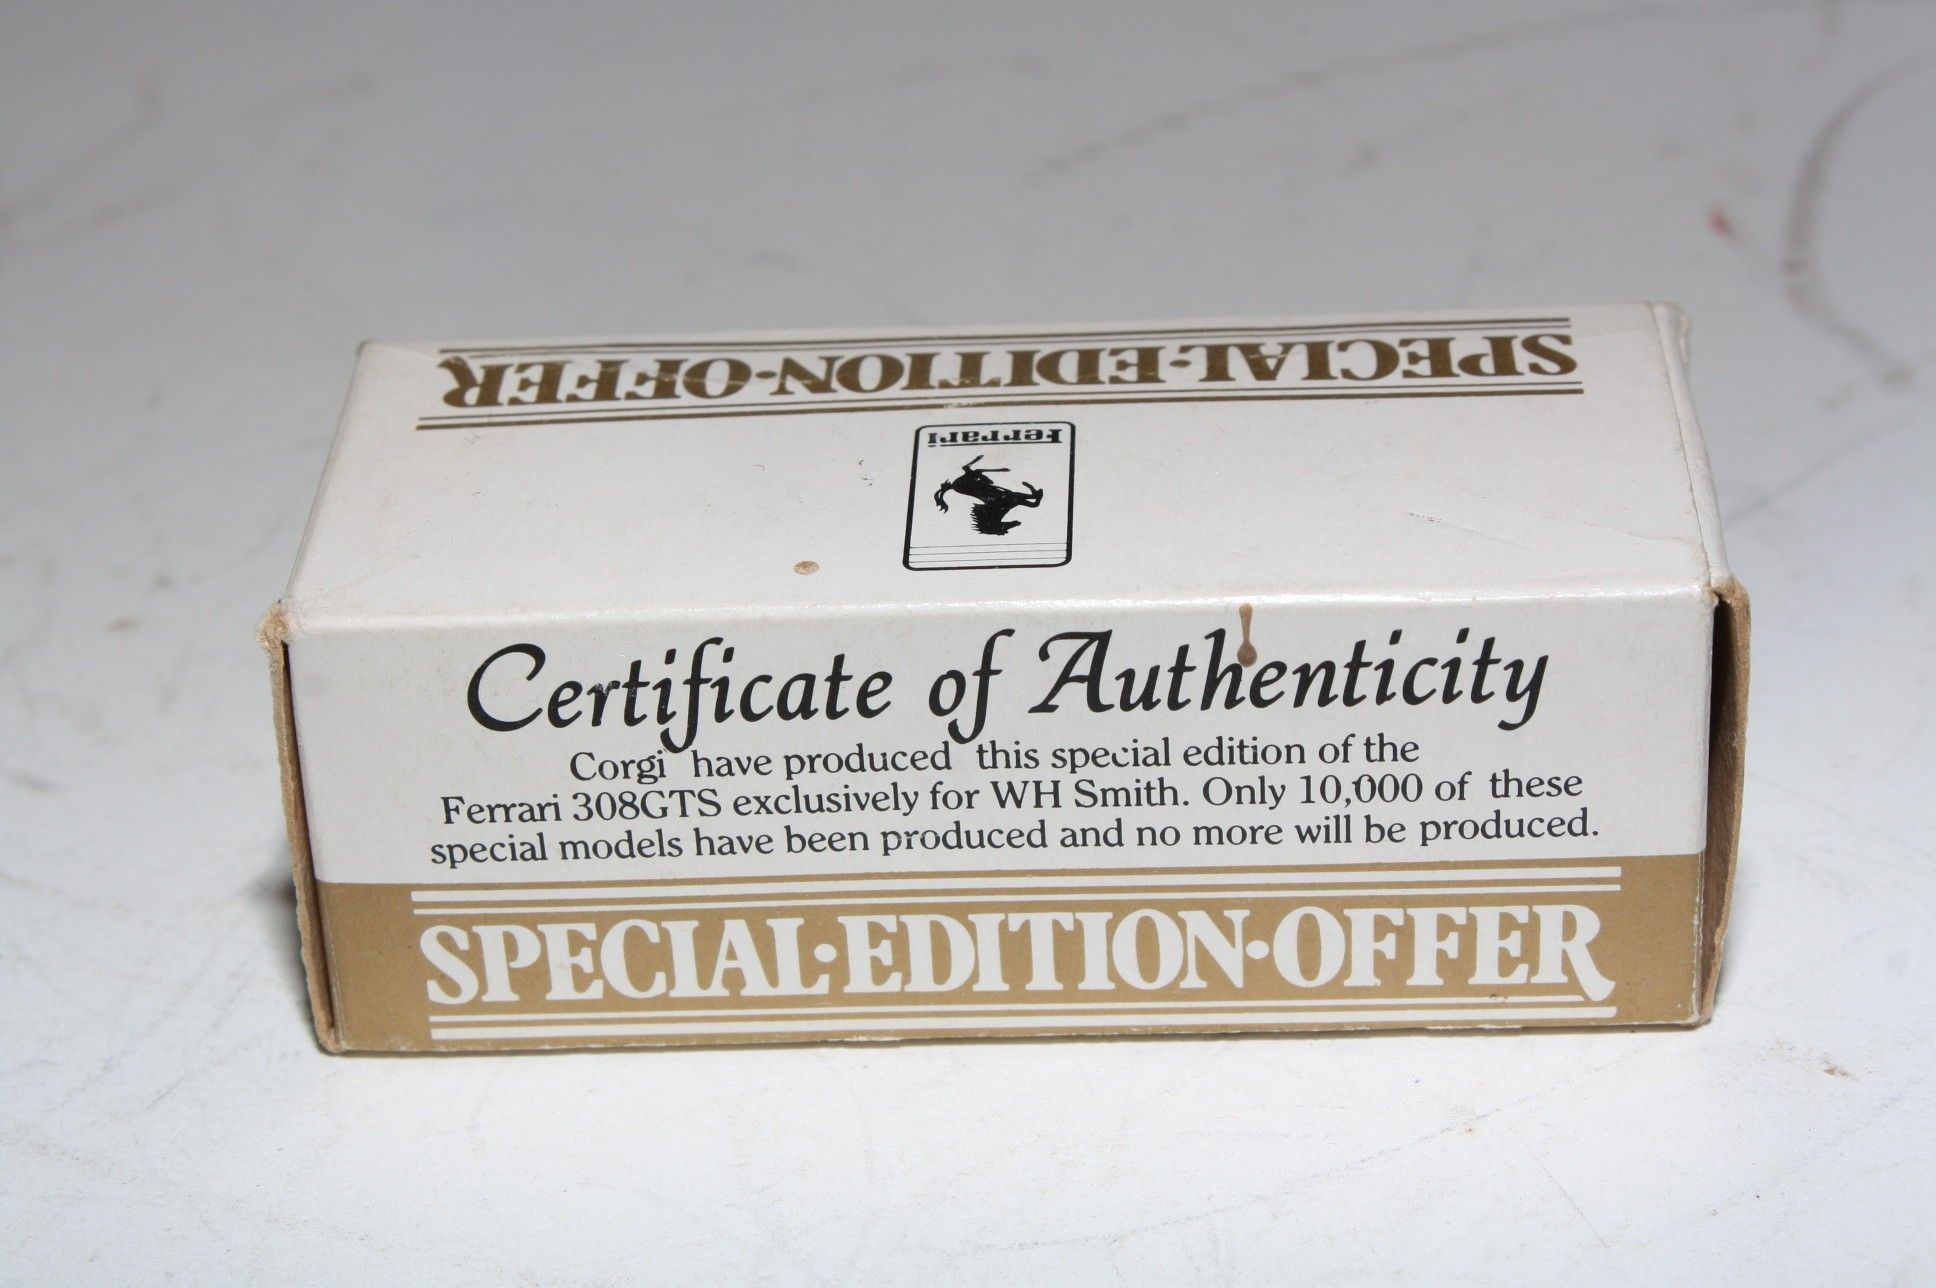 SPECIAL·EDITION·OFFER
Ferrari
Certificate of Authenticity
Corgi have produced this special edition of the
Ferrari 308GTS exclusively for WH Smith. Only 10,000 of these
special models have been produced and no more will be produced.
SPECIAL·EDITION·OFFER